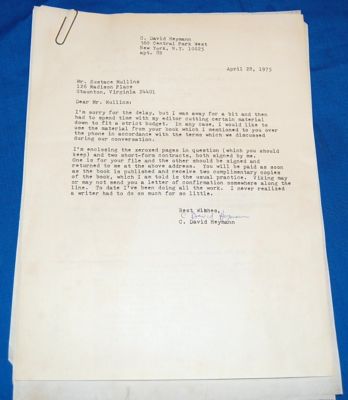 C. David Heymann
300 Central Park West
New York, N.Y. 10025
apt. 8H
April 28, 1975
Mr. Eustace Mullins
126 Madison Place
Staunton, Virginia 24401
Dear Mr. Mullins:
I'm sorry for the delay, but I was away for a bit and then
had to spend time with my editor cutting certain material
down to fit a strict budget. In any case, I would like to
use the material from your book which I mentioned to you over
the phone in accordance with the terms which we discussed
during our conversation.
I'm enclosing the xeroxed pages in question (which you should
keep) and two short-form contracts, both signed by me.
One is for your file and the other should be signed and
returned to me at the above address. You will be paid as soon
as the book is published and receive two complimentary copies
of the book, which I am told is the usual practice. Viking may
or may not send you a letter of confirmation somewhere along the
line. To date I've been doing all the work. I never realized
a writer had to do so much for so little.
Best Wishes,
C. David Heymann
C. David Heymann